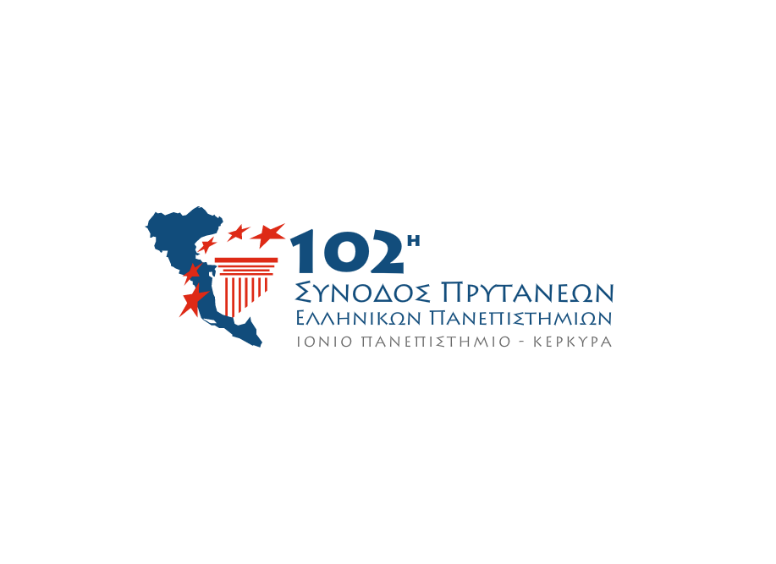 102Η
ΣΥΝΟΔΟΣ ΠΡΥΤΑΝΕΩΝ
ΕΛΛΗΝΙΚΩΝ ΠΑΝΕΠΙΣΤΗΜΙΩΝ
ΙΟΝΙΟ ΠΑΝΕΠΙΣΤΗΜΙΟ - ΚΕΡΚΥΡΑ